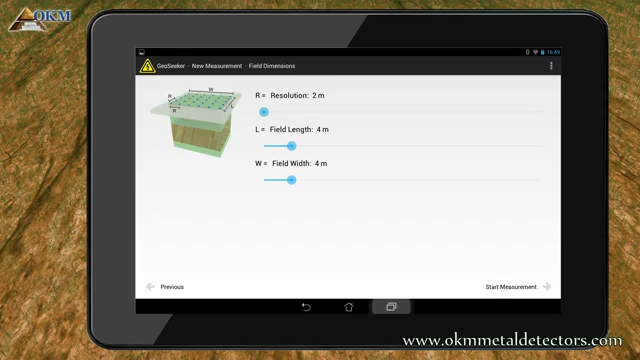 OKM
16:49
GeoSeeker · New Measurement · Field Dimensions
W
R
L
R
R = Resolution: 2 m
L = Field Length: 4 m
W = Field Width: 4 m
Previous
Start Measurement
www.okmmetaldetectors.com